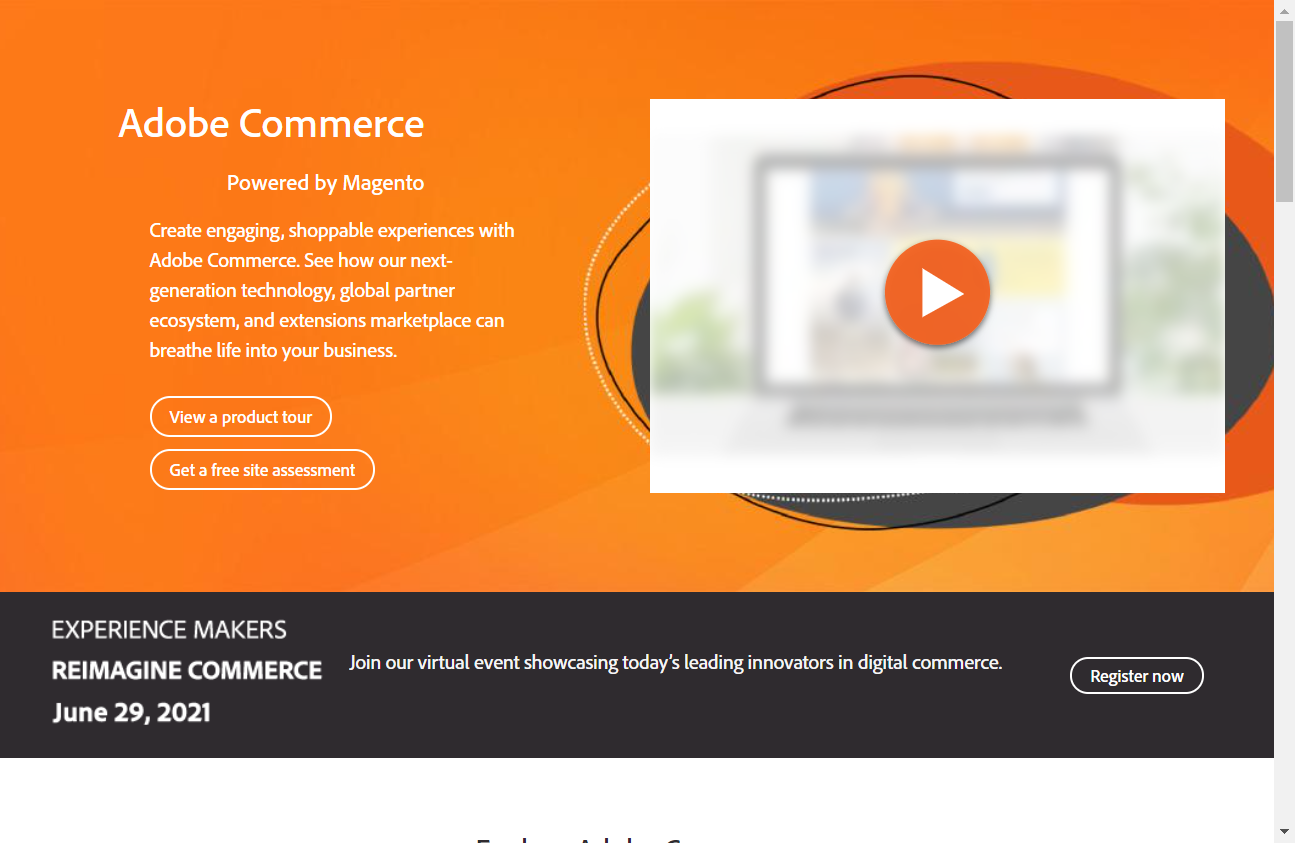 Adobe Commerce
Powered by Magento
Create engaging, shoppable experiences with
Adobe Commerce. See how our next-
generation technology, global partner
ecosystem, and extensions marketplace can
breathe life into your business.
View a product tour
Get a free site assessment
EXPERIENCE MAKERS
REIMAGINE COMMERCE
June 29, 2021
Join our virtual event showcasing today's leading innovators in digital commerce.
Register now